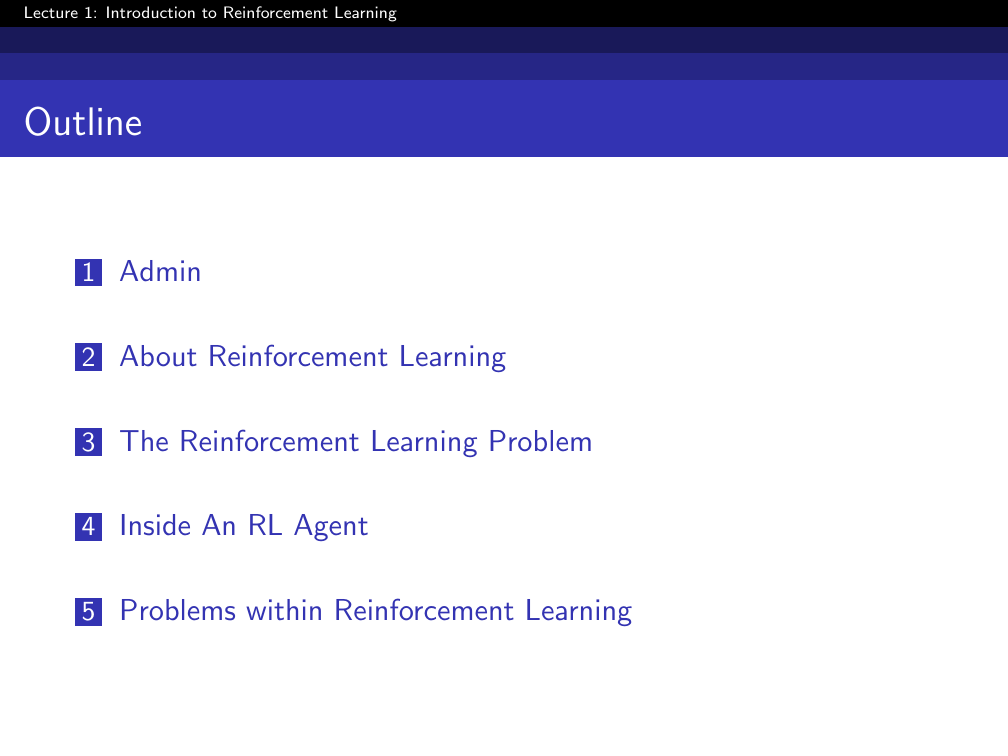 Lecture 1: Introduction to Reinforcement Learning
Outline
1 Admin
2 About Reinforcement Learning
3 The Reinforcement Learning Problem
4 Inside An RL Agent
5 Problems within Reinforcement Learning